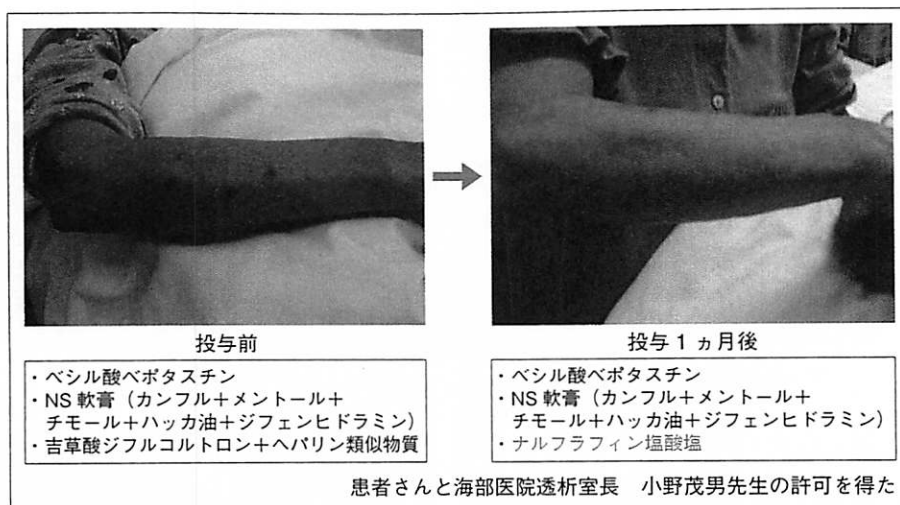 投与前
・ベシル酸ベポタスチン
・NS 軟膏（カンフル＋メントール＋
チモール＋ハッカ油＋ジフェンヒドラミン）
・吉草酸ジフルコルトロン＋ヘパリン類似物質
投与 1 ヵ月後
・ベシル酸ベポタスチン
・NS 軟膏（カンフル＋メントール＋
チモール＋ハッカ油＋ジフェンヒドラミン）
・ナルフラフィン塩酸塩
患者さんと海部医院透析室長　小野茂男先生の許可を得た